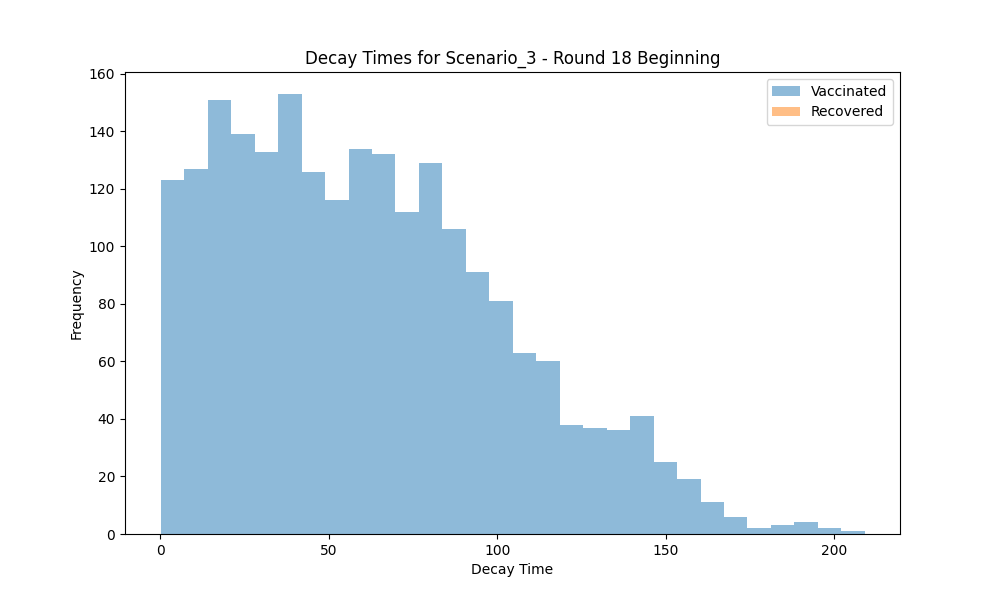 Decay Times for Scenario_3 - Round 18 Beginning
160
140
120
100
80
60
40
20
0
Frequency
Vaccinated
Recovered
0
50
100
150
200
Decay Time